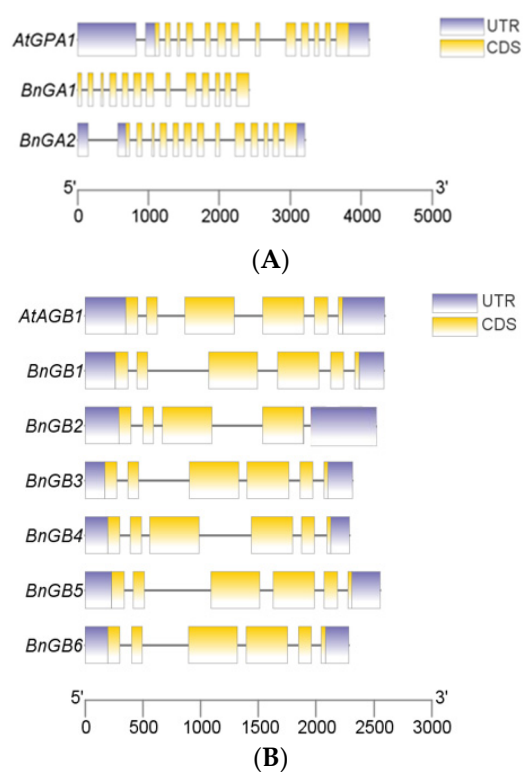 AtGPA1
UTR
CDS
BnGA1
BnGA2
5' 3'
0 1000 2000 3000 4000 5000
(A)
AtAGB1
UTR
CDS
BnGB1
BnGB2
BnGB3
BnGB4
BnGB5
BnGB6
5' 3'
0 500 1000 1500 2000 2500 3000
(B)